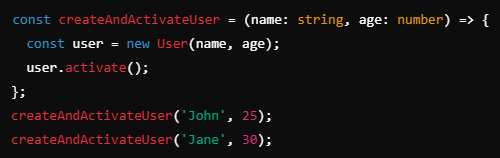 const createAndActivateUser = (name: string, age: number) => {
  const user = new User(name, age);
  user.activate();
};
createAndActivateUser('John', 25);
createAndActivateUser('Jane', 30);